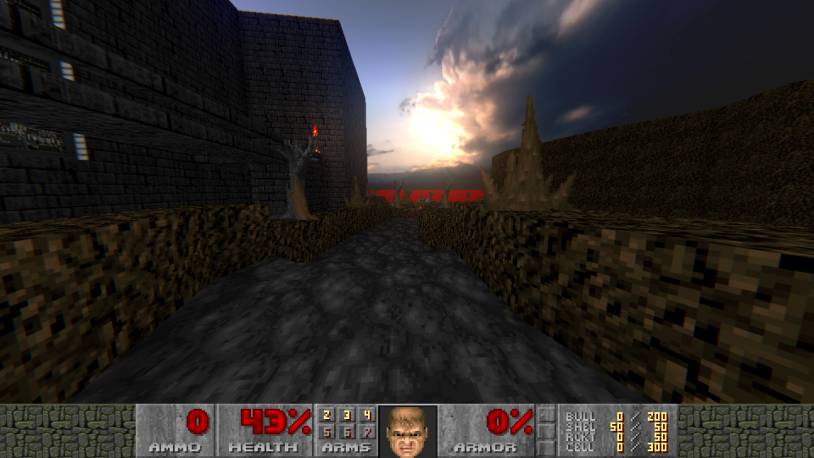 0 43% 2 3 4 0% BULL 0 / 200
5 6 7 SHEL 50 / 50
RCKT 0 / 50
AMMO HEALTH ARMS ARMOR CELL 0 / 300